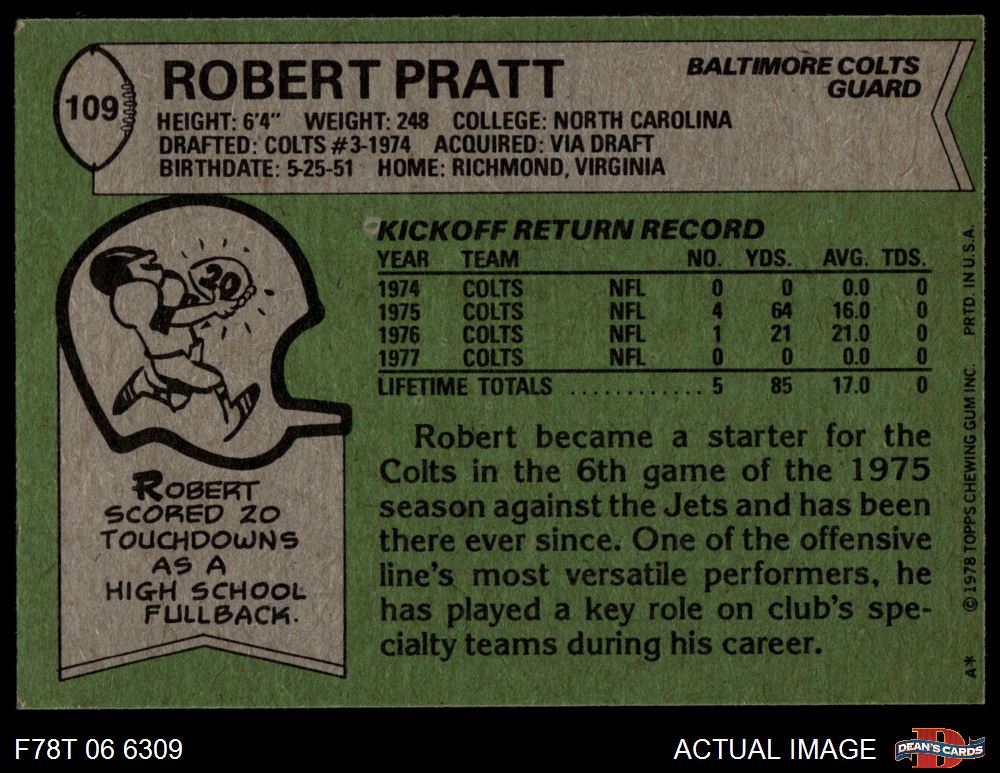 109
ROBERT PRATT
BALTIMORE COLTS
GUARD
HEIGHT: 6'4" WEIGHT: 248 COLLEGE: NORTH CAROLINA
DRAFTED: COLTS #3-1974 ACQUIRED: VIA DRAFT
BIRTHDATE: 5-25-51 HOME: RICHMOND, VIRGINIA
20
ROBERT
SCORED 20
TOUCHDOWNS
AS A
HIGH SCHOOL
FULLBACK.
KICKOFF RETURN RECORD
YEAR TEAM NO. YDS. AVG. TDS.
1974 COLTS NFL 0 0 0.0 0
1975 COLTS NFL 4 64 16.0 0
1976 COLTS NFL 1 21 21.0 0
1977 COLTS NFL 0 0 0.0 0
LIFETIME TOTALS ............ 5 85 17.0 0
Robert became a starter for the
Colts in the 6th game of the 1975
season against the Jets and has been
there ever since. One of the offensive
line's most versatile performers, he
has played a key role on club's spe-
cialty teams during his career.
A* © 1978 TOPPS CHEWING GUM INC. PRTD. IN U.S.A.
F78T 06 6309
ACTUAL IMAGE
D
DEAN'S CARDS